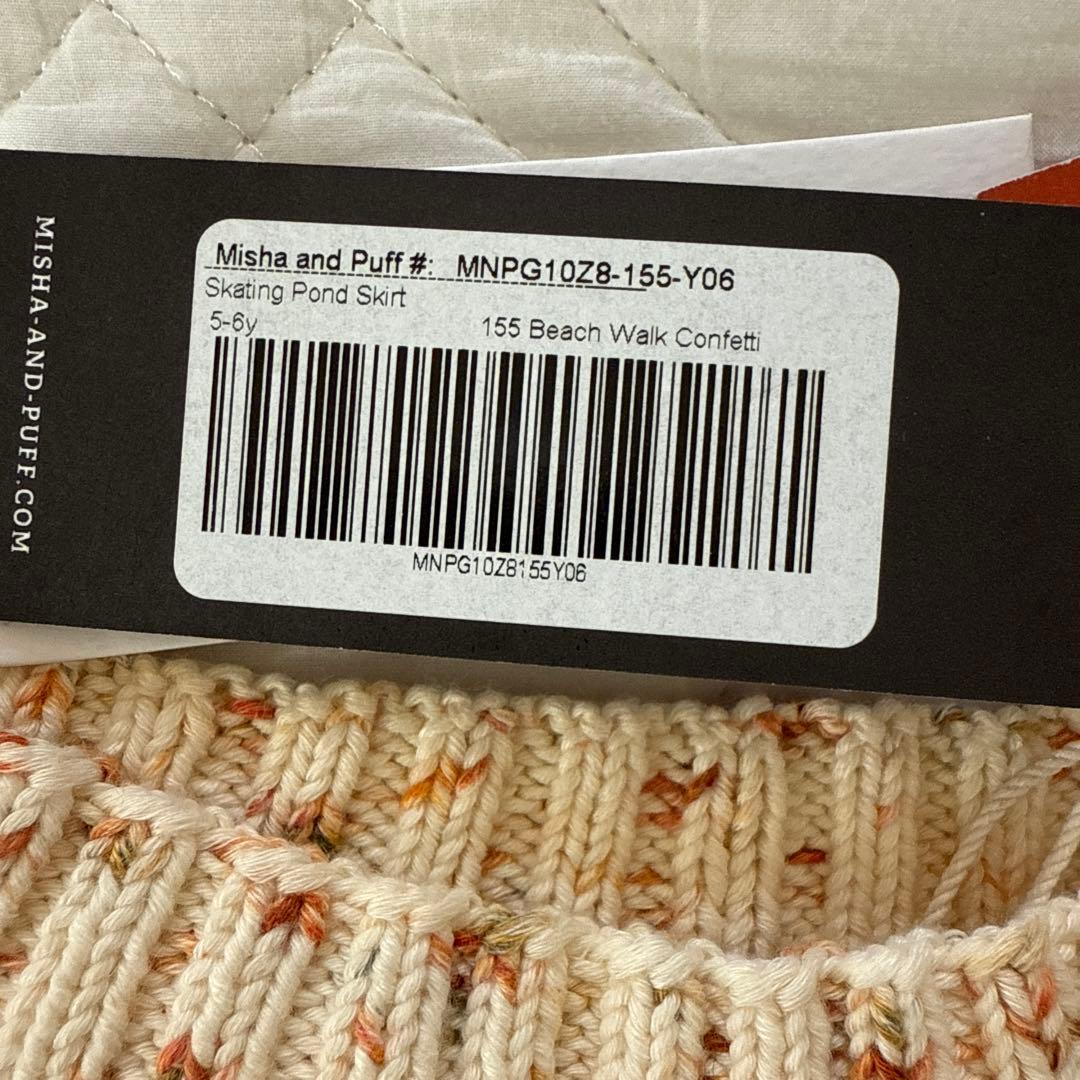 MISHA-AND-PUFF.COM
Misha and Puff #: MNPG10Z8-155-Y06
Skating Pond Skirt
5-6y 155 Beach Walk Confetti
MNPG10Z8155Y06